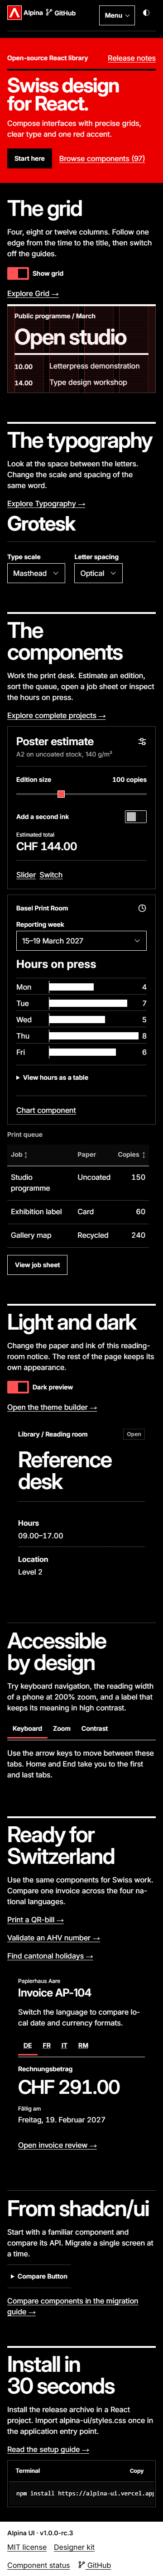 Alpina GitHub Menu
Open-source React library Release notes
Swiss design
for React.
Compose interfaces with precise grids,
clear type and one red accent.
Start here Browse components (97)
The grid
Four, eight or twelve columns. Follow one
edge from the time to the title, then switch
off the guides.
Show grid
Explore Grid →
Public programme / March
Open studio
10.00 Letterpress demonstration
14.00 Type design workshop
The typography
Look at the space between the letters.
Change the scale and spacing of the
same word.
Explore Typography →
Grotesk
Type scale Letter spacing
Masthead Optical
The
components
Work the print desk. Estimate an edition,
sort the queue, open a job sheet or inspect
the hours on press.
Explore complete projects →
Poster estimate
A2 on uncoated stock, 140 g/m²
Edition size 100 copies
Add a second ink
Estimated total
CHF 144.00
Slider Switch
Basel Print Room
Reporting week
15–19 March 2027
Hours on press
Mon 4
Tue 7
Wed 5
Thu 8
Fri 6
▸ View hours as a table
Chart component
Print queue
Job ↕ Paper Copies ↕
Studio Uncoated 150
programme
Exhibition label Card 60
Gallery map Recycled 240
View job sheet
Light and dark
Change the paper and ink of this reading-
room notice. The rest of the page keeps its
own appearance.
Dark preview
Open the theme builder →
Library / Reading room Open
Reference
desk
Hours
09.00–17.00
Location
Level 2
Accessible
by design
Try keyboard navigation, the reading width
of a phone at 200% zoom, and a label that
keeps its meaning in high contrast.
Keyboard Zoom Contrast
Use the arrow keys to move between these
tabs. Home and End take you to the first
and last tabs.
Ready for
Switzerland
Use the same components for Swiss work.
Compare one invoice across the four na-
tional languages.
Print a QR-bill →
Validate an AHV number →
Find cantonal holidays →
Papierhaus Aare
Invoice AP-104
Switch the language to compare lo-
cal date and currency formats.
DE FR IT RM
Rechnungsbetrag
CHF 291.00
Fällig am
Freitag, 19. Februar 2027
Open invoice review →
From shadcn/ui
Start with a familiar component and
compare its API. Migrate a single screen at
a time.
▸ Compare Button
Compare components in the migration
guide →
Install in
30 seconds
Install the release archive in a React
project. Import alpina-ui/styles.css once in
the application entry point.
Read the setup guide →
Terminal Copy
npm install https://alpina-ui.vercel.app
Alpina UI · v1.0.0-rc.3
MIT license Designer kit
Component status GitHub